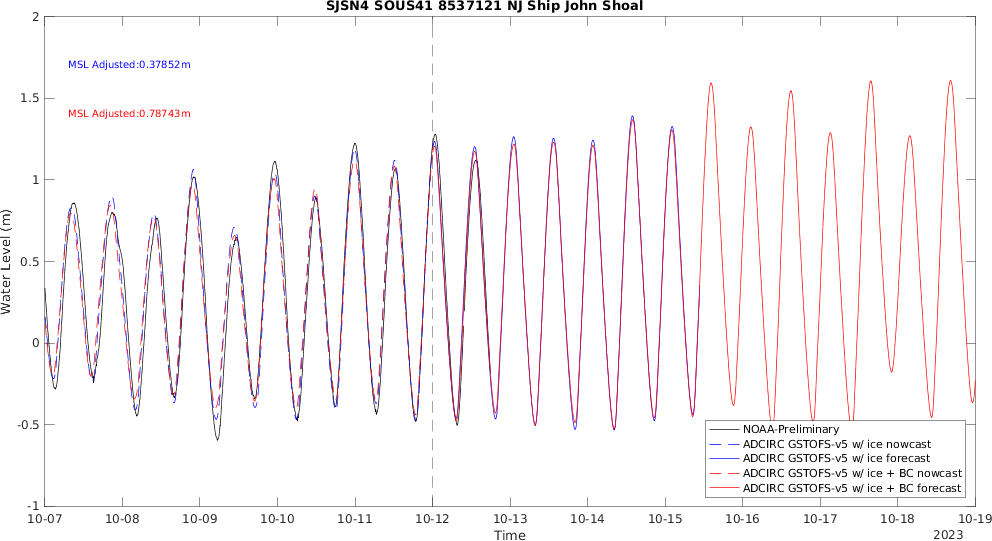 SJSN4 SOUS41 8537121 NJ Ship John Shoal
2
1.5
1
0.5
0
-0.5
-1
Water Level (m)
MSL Adjusted:0.37852m
MSL Adjusted:0.78743m
NOAA-Preliminary
ADCIRC GSTOFS-v5 w/ ice nowcast
ADCIRC GSTOFS-v5 w/ ice forecast
ADCIRC GSTOFS-v5 w/ ice + BC nowcast
ADCIRC GSTOFS-v5 w/ ice + BC forecast
10-07 10-08 10-09 10-10 10-11 10-12 10-13 10-14 10-15 10-16 10-17 10-18 10-19
Time
2023